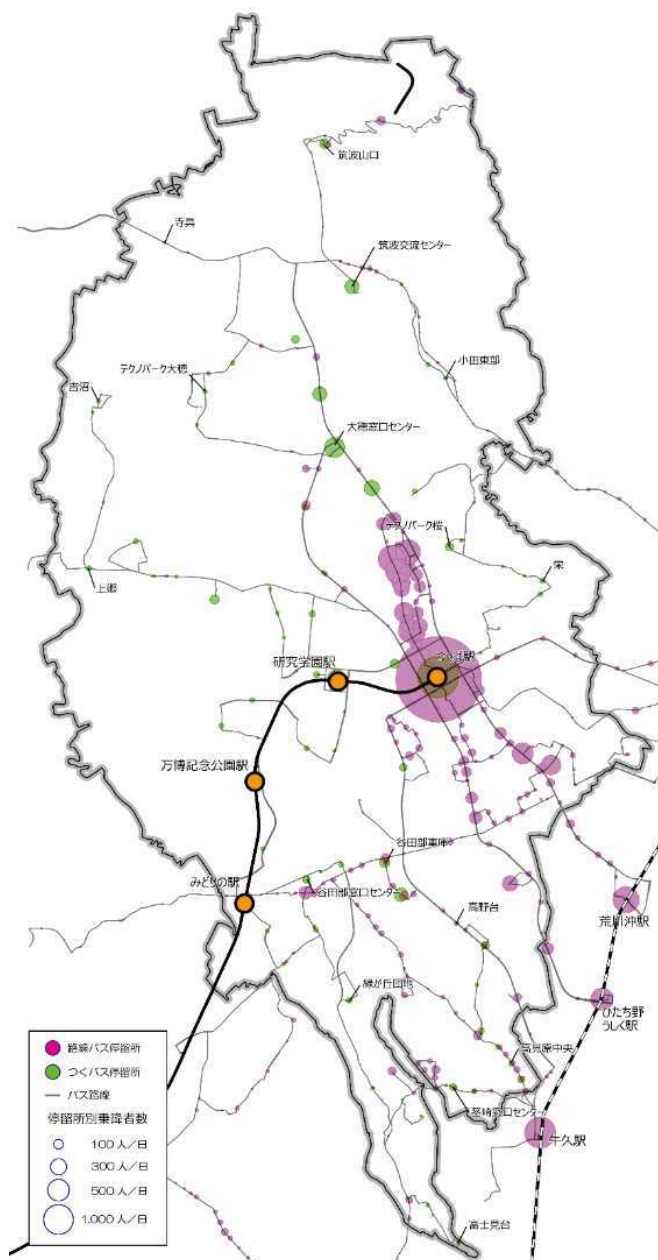 筑波山口
寺具
筑波交流センター
小田東部
テクノパーク大穂
吉沼
大穂窓口センター
テクノパーク桜
栄
上郷
つくば駅
研究学園駅
万博記念公園駅
谷田部車庫
みどりの駅
谷田部窓口センター
高野台
荒川沖駅
緑が丘団地
ひたち野
うしく駅
高見原中央
茎崎窓口センター
牛久駅
富士見台
路線バス停留所
つくバス停留所
バス路線
停留所別乗降者数
100人/日
300人/日
500人/日
1,000人/日